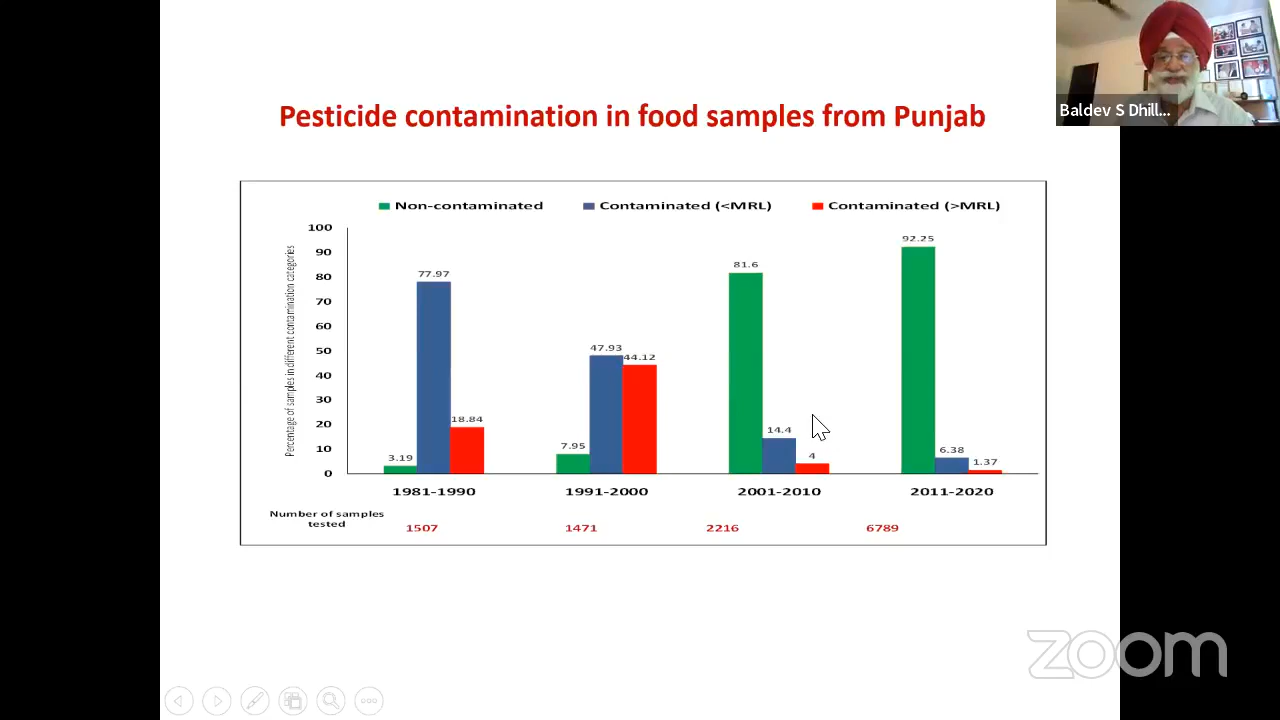 Baldev S Dhill...
Pesticide contamination in food samples from Punjab
Non-contaminated Contaminated (<MRL) Contaminated (>MRL)
Percentage of samples in different contamination categories
100
90
80
70
60
50
40
30
20
10
0
3.19 77.97 18.84
7.95 47.93 44.12
81.6 14.4 4
92.25 6.38 1.37
1981-1990 1991-2000 2001-2010 2011-2020
Number of samples
tested
1507 1471 2216 6789
zoom